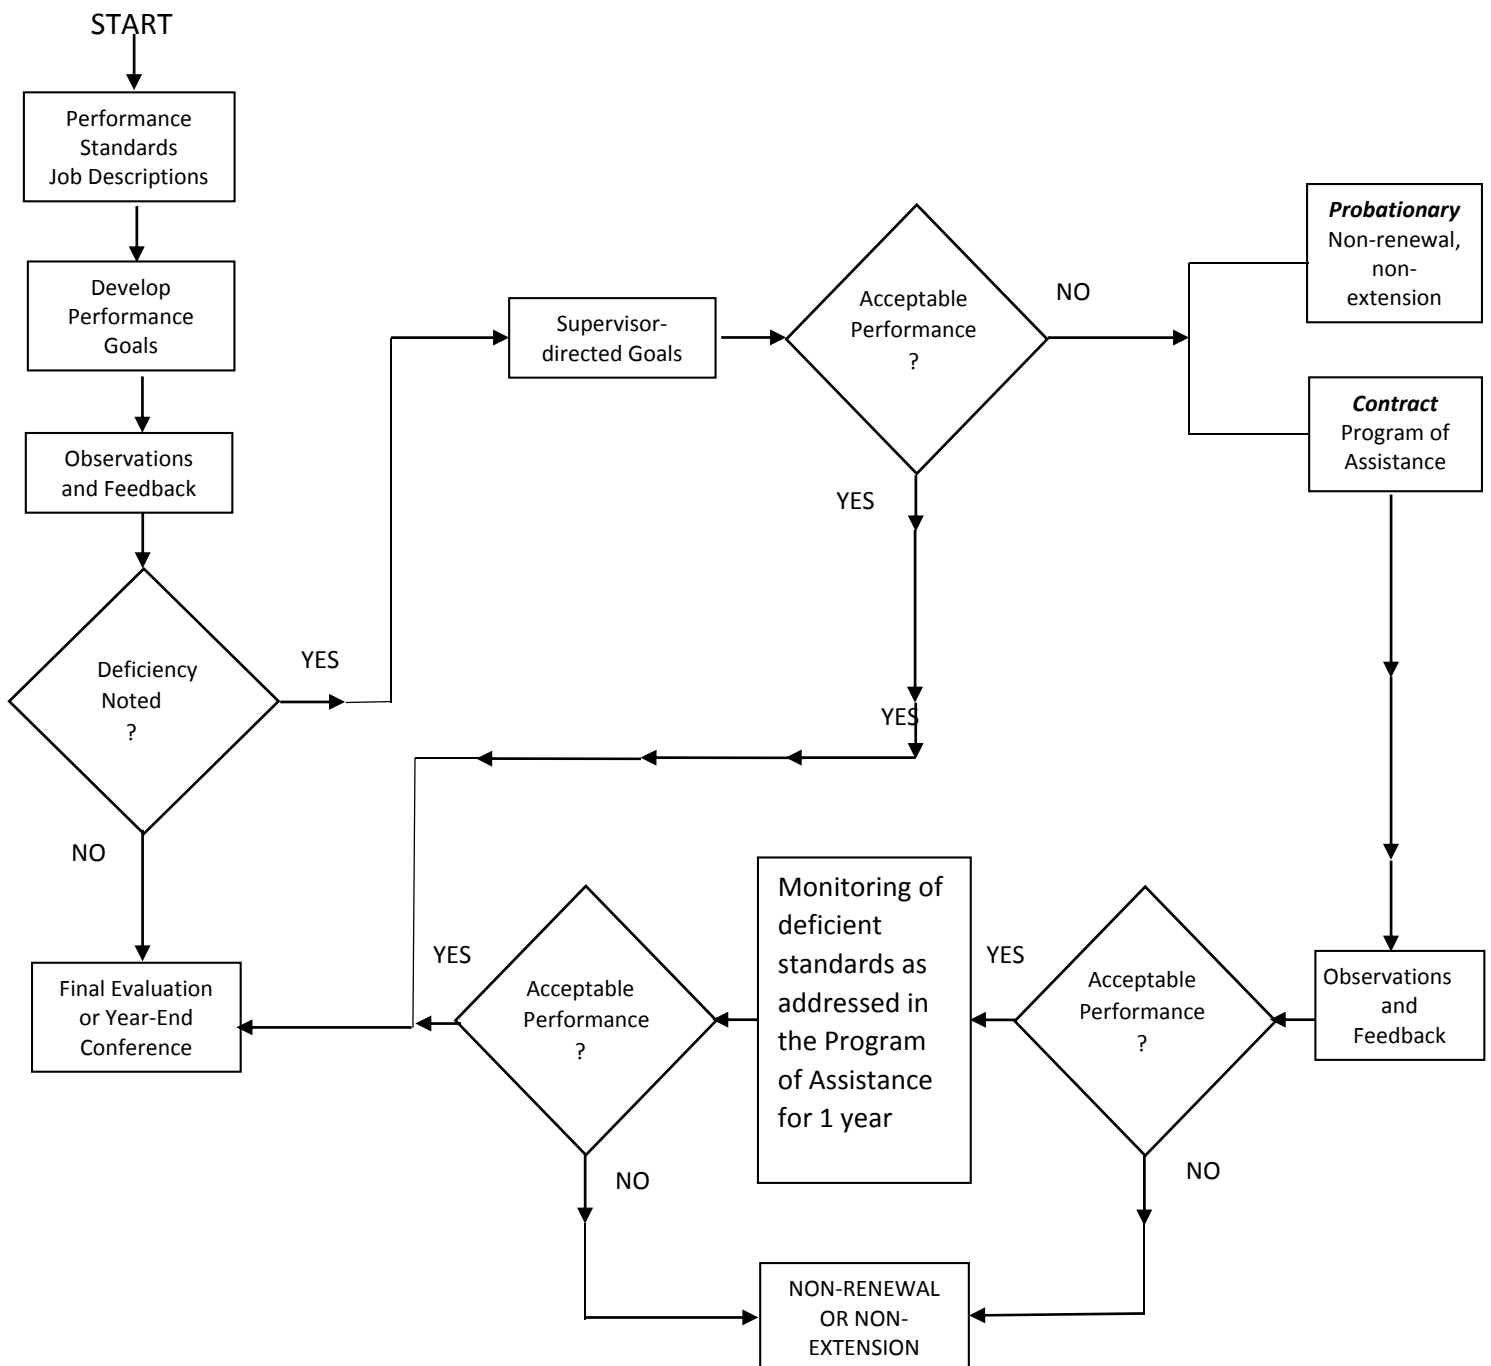 START
Performance
Standards
Job Descriptions
Develop
Performance
Goals
Observations
and Feedback
Deficiency
Noted
?
YES
NO
Supervisor-
directed Goals
Acceptable
Performance
?
NO
YES
YES
Probationary
Non-renewal,
non-
extension
Contract
Program of
Assistance
Observations
and
Feedback
Acceptable
Performance
?
YES
NO
Monitoring of
deficient
standards as
addressed in
the Program
of Assistance
for 1 year
Acceptable
Performance
?
YES
NO
Final Evaluation
or Year-End
Conference
NON-RENEWAL
OR NON-
EXTENSION